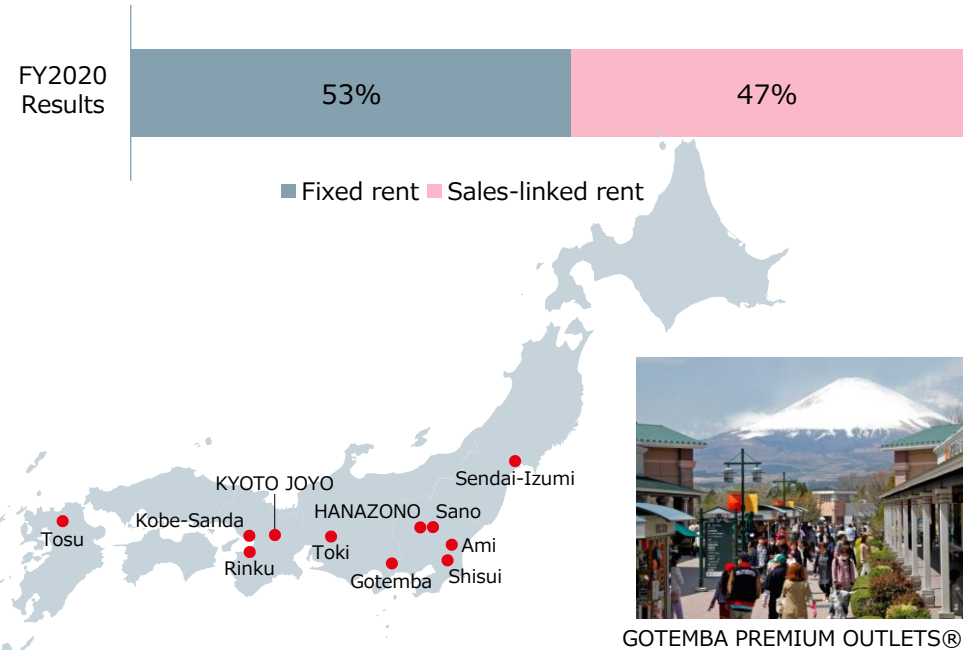 FY2020
Results
53%
47%
Fixed rent
Sales-linked rent
Sendai-Izumi
KYOTO JOYO
HANAZONO
Sano
Kobe-Sanda
Tosu
Toki
Ami
Rinku
Gotemba
Shisui
GOTEMBA PREMIUM OUTLETS®